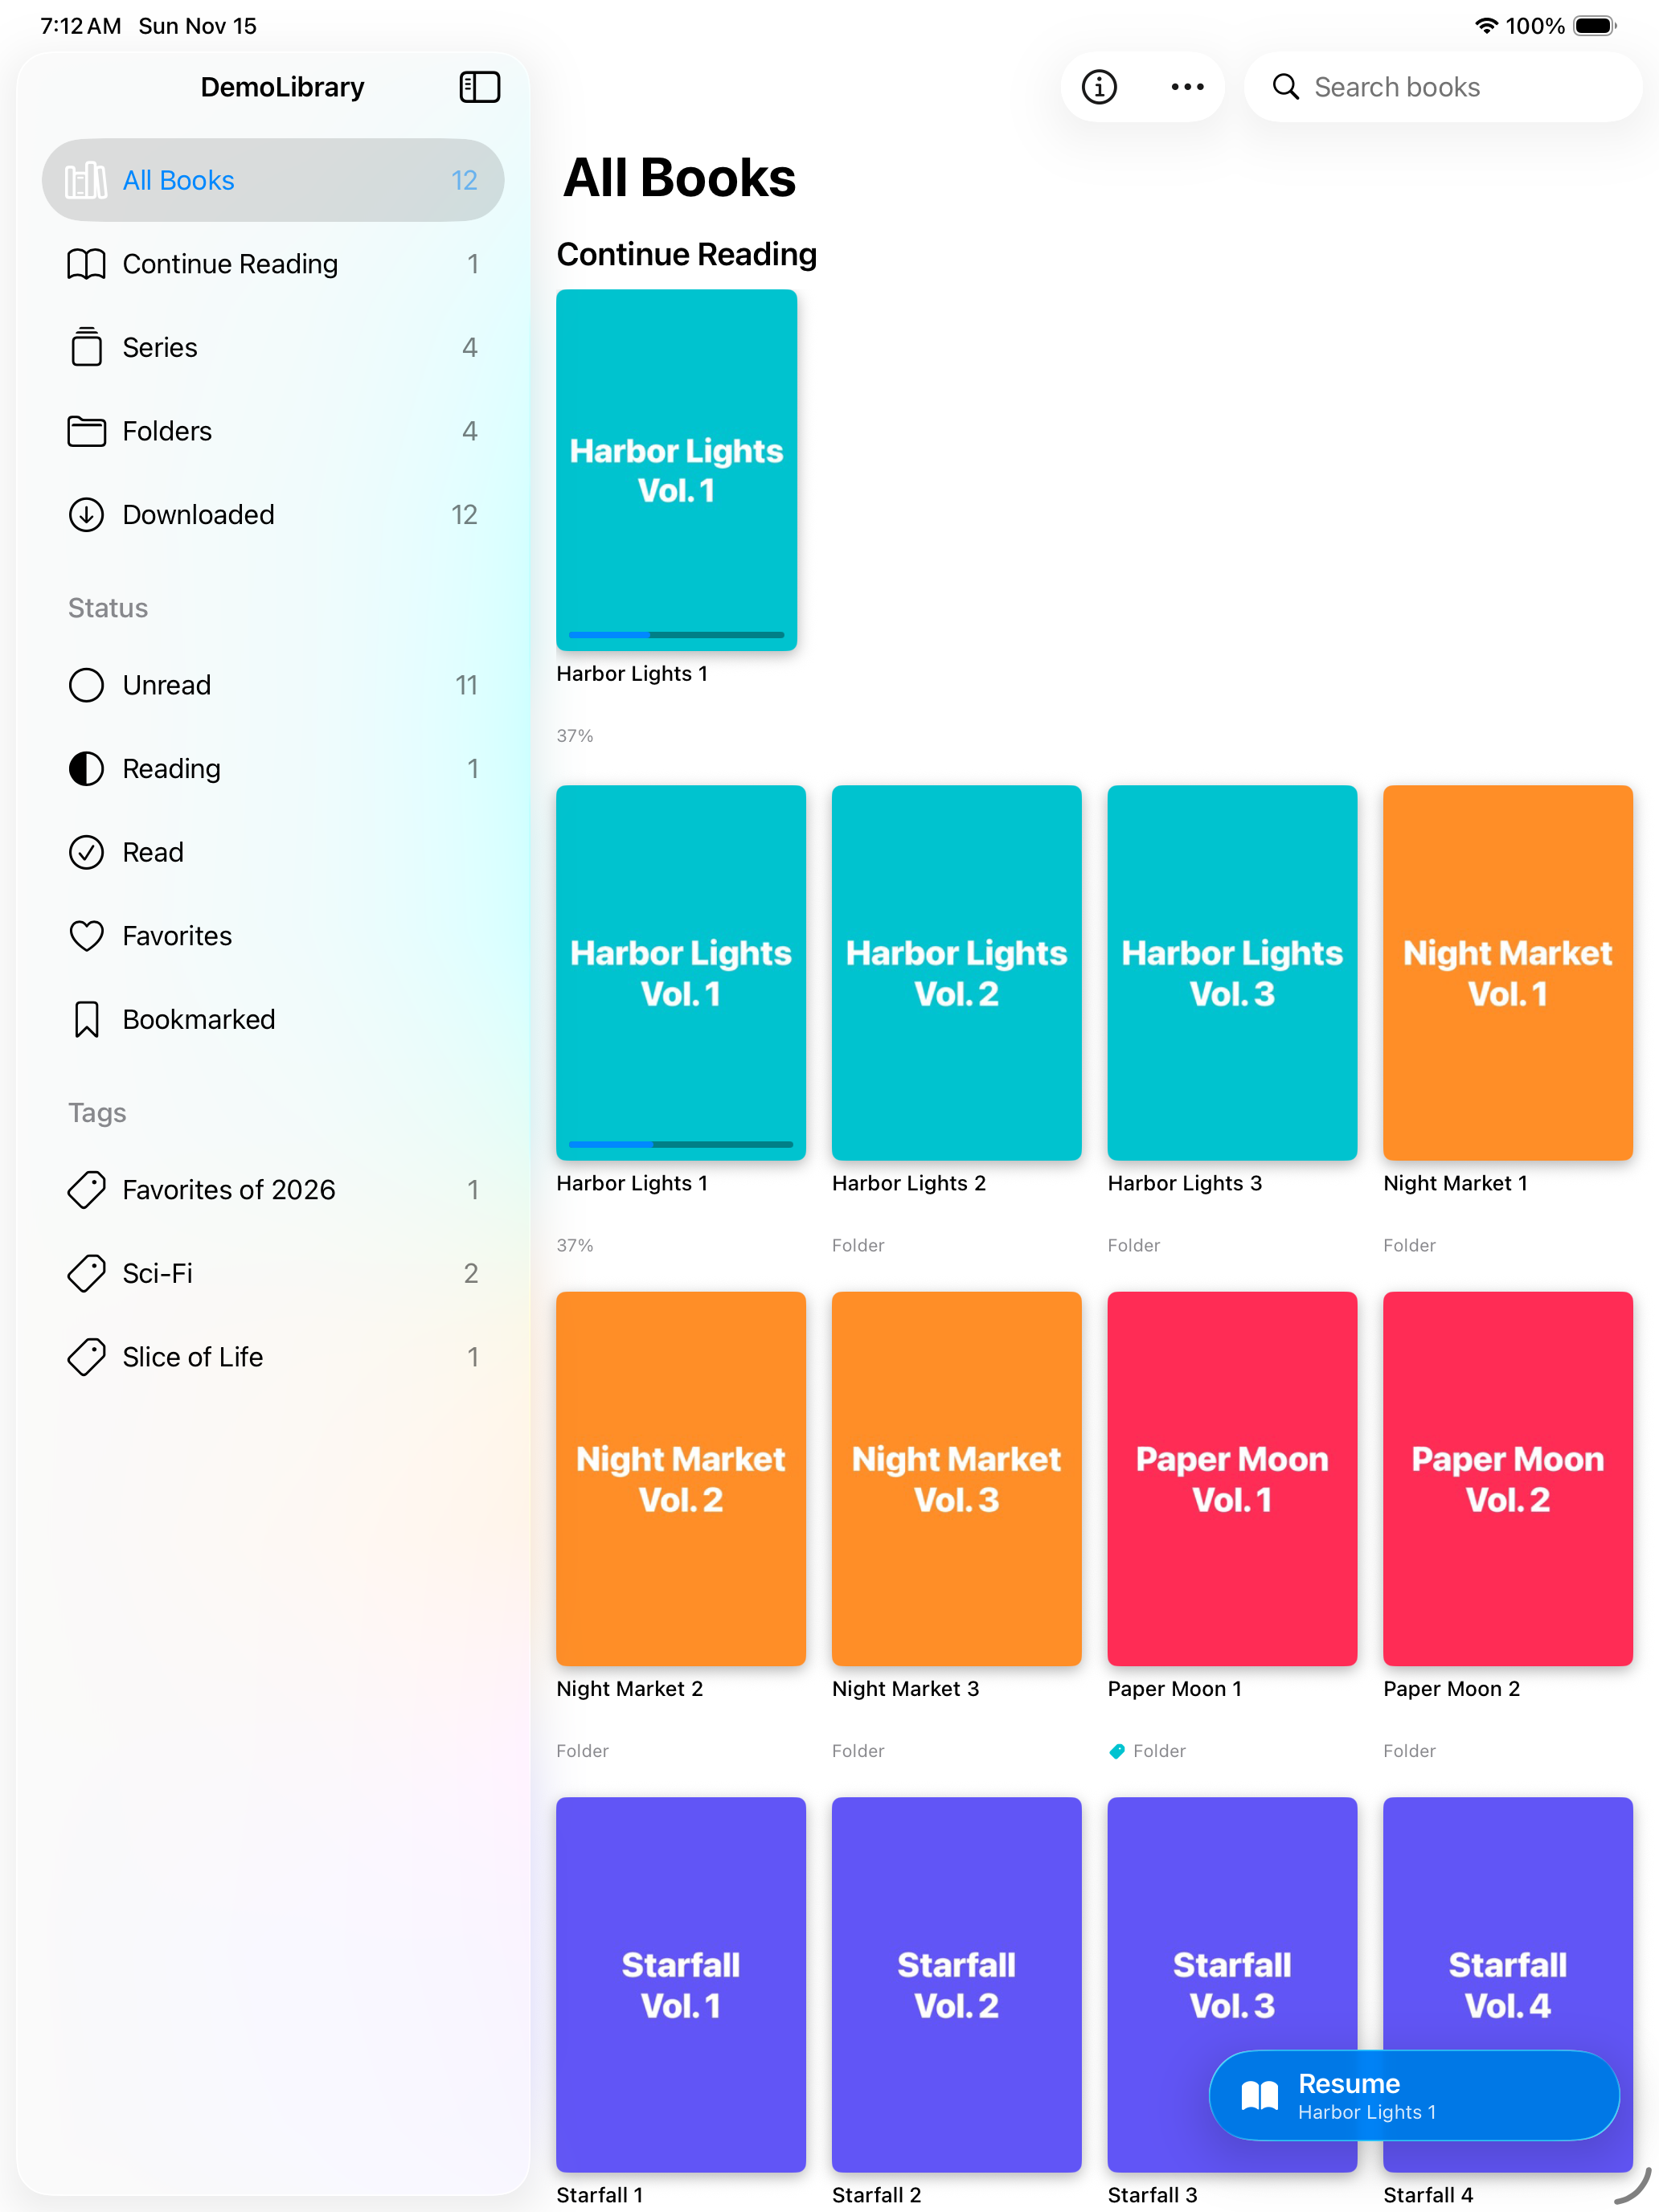 7:12 AM Sun Nov 15
100%
DemoLibrary
All Books 12
Continue Reading 1
Series 4
Folders 4
Downloaded 12
Status
Unread 11
Reading 1
Read
Favorites
Bookmarked
Tags
Favorites of 2026 1
Sci-Fi 2
Slice of Life 1
Search books
All Books
Continue Reading
Harbor Lights
Vol. 1
Harbor Lights 1
37%
Harbor Lights
Vol. 1
Harbor Lights 1
37%
Harbor Lights
Vol. 2
Harbor Lights 2
Folder
Harbor Lights
Vol. 3
Harbor Lights 3
Folder
Night Market
Vol. 1
Night Market 1
Folder
Night Market
Vol. 2
Night Market 2
Folder
Night Market
Vol. 3
Night Market 3
Folder
Paper Moon
Vol. 1
Paper Moon 1
Folder
Paper Moon
Vol. 2
Paper Moon 2
Folder
Starfall
Vol. 1
Starfall 1
Starfall
Vol. 2
Starfall 2
Starfall
Vol. 3
Starfall 3
Starfall
Vol. 4
Starfall 4
Resume
Harbor Lights 1